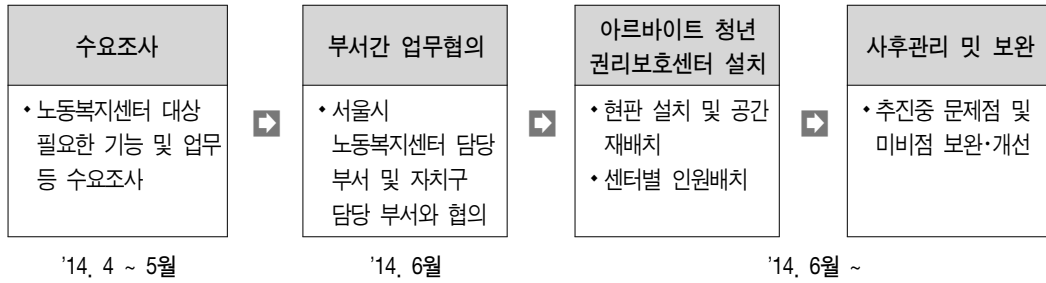 수요조사
• 노동복지센터 대상
필요한 기능 및 업무
등 수요조사
부서간 업무협의
• 서울시
노동복지센터 담당
부서 및 자치구
담당 부서와 협의
아르바이트 청년
권리보호센터 설치
• 현판 설치 및 공간
재배치
• 센터별 인원배치
사후관리 밋 보완
• 추진중 문제점 및
미비점 보완·개선
'14. 4 ~ 5월
'14. 6월
'14. 6월 ~